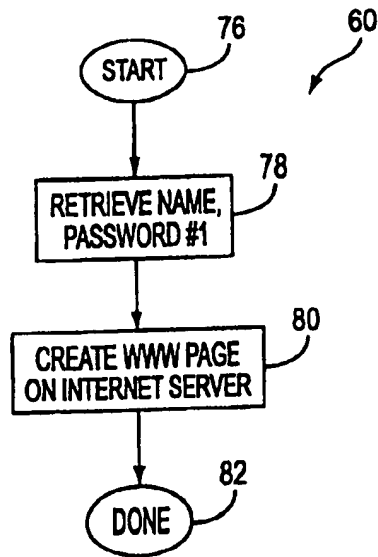 76
60
START
78
RETRIEVE NAME,
PASSWORD #1
80
CREATE WWW PAGE
ON INTERNET SERVER
82
DONE